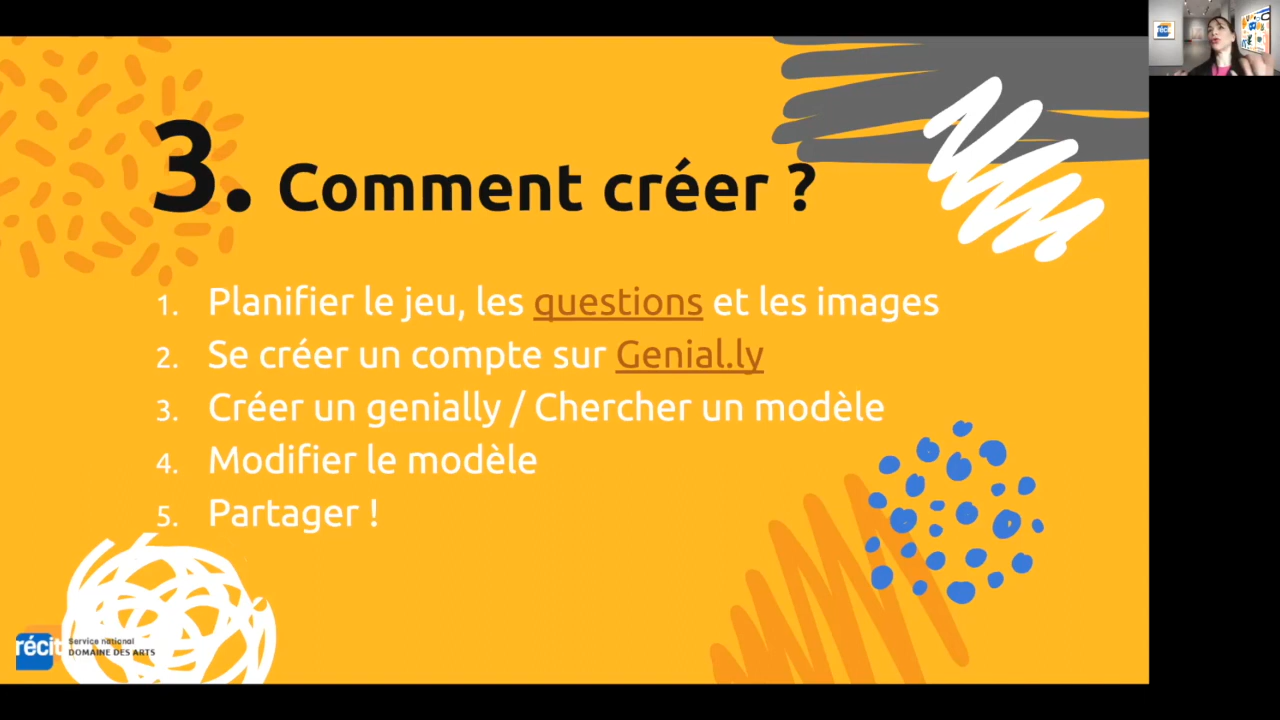 3. Comment créer ?
1. Planifier le jeu, les questions et les images
2. Se créer un compte sur Genial.ly
3. Créer un genially / Chercher un modèle
4. Modifier le modèle
5. Partager !
récit
Service national
DOMAINE DES ARTS
récit